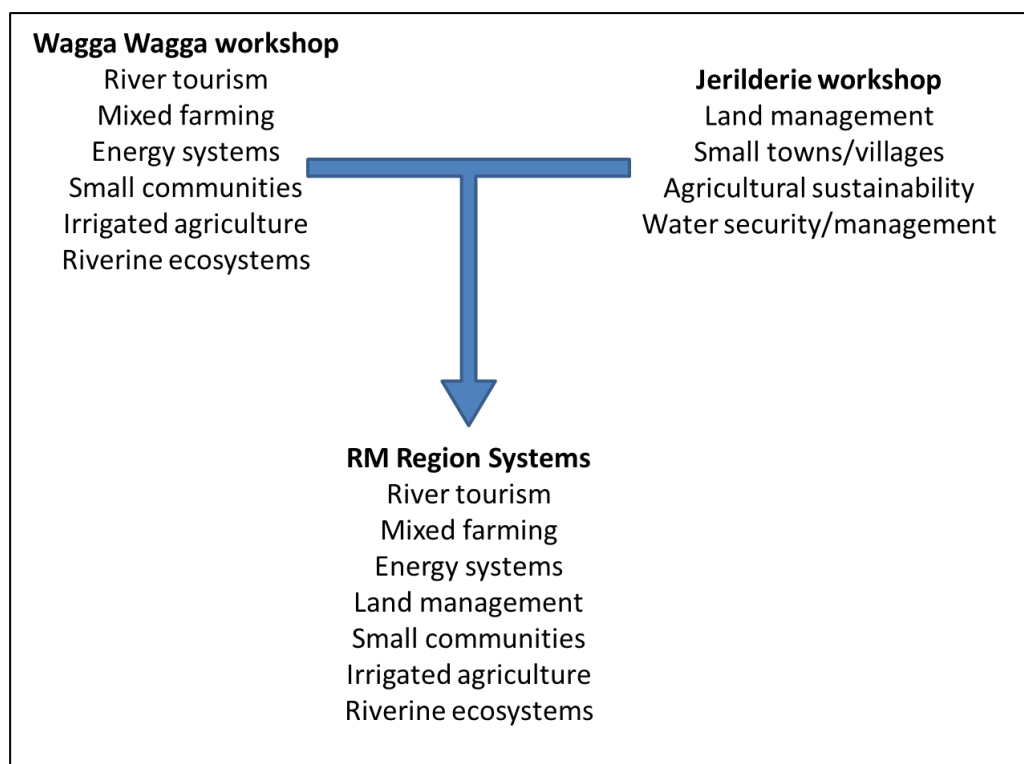 Wagga Wagga workshop
River tourism
Mixed farming
Energy systems
Small communities
Irrigated agriculture
Riverine ecosystems
Jerilderie workshop
Land management
Small towns/villages
Agricultural sustainability
Water security/management
RM Region Systems
River tourism
Mixed farming
Energy systems
Land management
Small communities
Irrigated agriculture
Riverine ecosystems